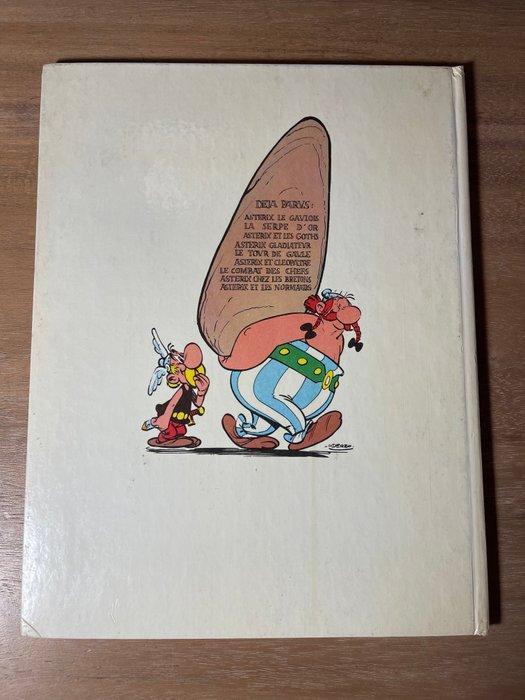 DEJA PARUS:
ASTERIX LE GAULOIS
LA SERPE D'OR
ASTERIX ET LES GOTHS
ASTERIX GLADIATEUR
LE TOUR DE GAULE
ASTERIX ET CLEOPATRE
LE COMBAT DES CHEFS
ASTERIX CHEZ LES BRETONS
ASTERIX ET LES NORMANDS